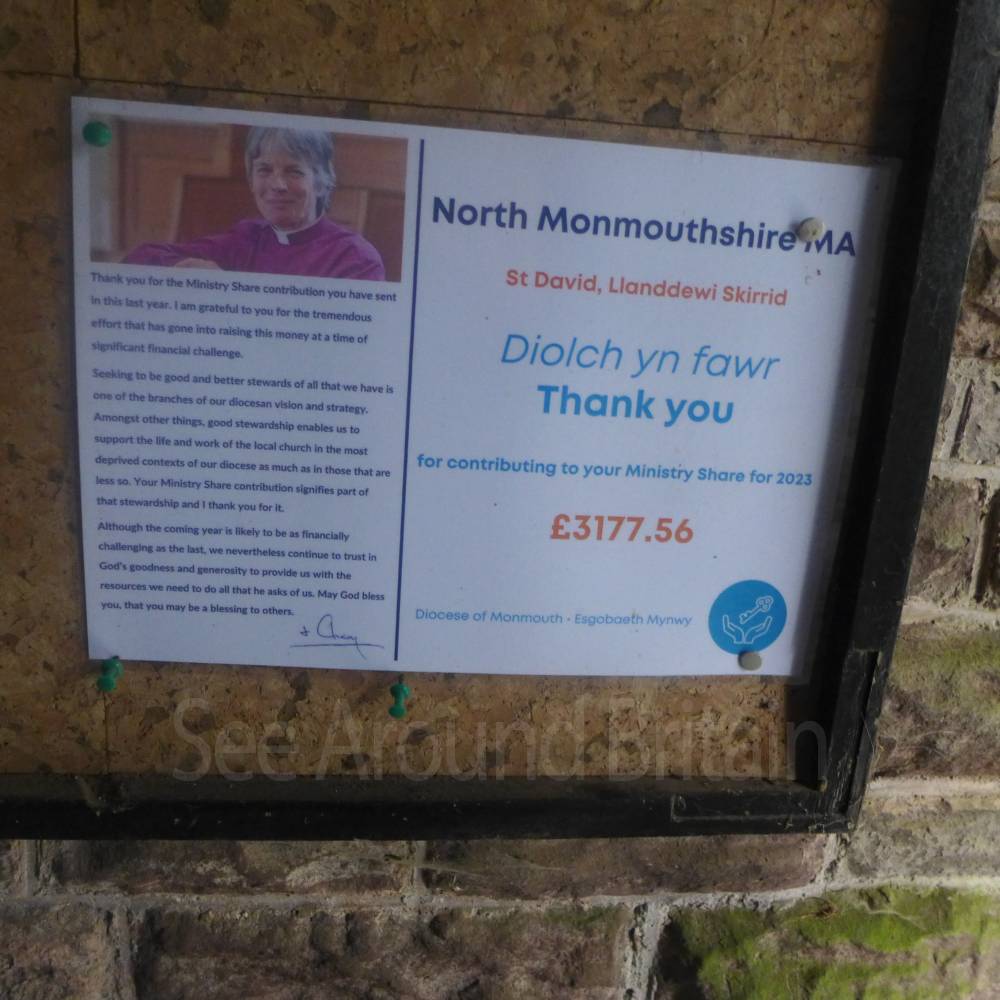 Thank you for the Ministry Share contribution you have sent
in this last year. I am grateful to you for the tremendous
effort that has gone into raising this money at a time of
significant financial challenge.
Seeking to be good and better stewards of all that we have is
one of the branches of our diocesan vision and strategy.
Amongst other things, good stewardship enables us to
support the life and work of the local church in the most
deprived contexts of our diocese as much as in those that are
less so. Your Ministry Share contribution signifies part of
that stewardship and I thank you for it.
Although the coming year is likely to be as financially
challenging as the last, we nevertheless continue to trust in
God's goodness and generosity to provide us with the
resources we need to do all that he asks of us. May God bless
you, that you may be a blessing to others.
North Monmouthshire MA
St David, Llanddewi Skirrid
Diolch yn fawr
Thank you
for contributing to your Ministry Share for 2023
£3177.56
Diocese of Monmouth · Esgobaeth Mynwy
See Around Britain